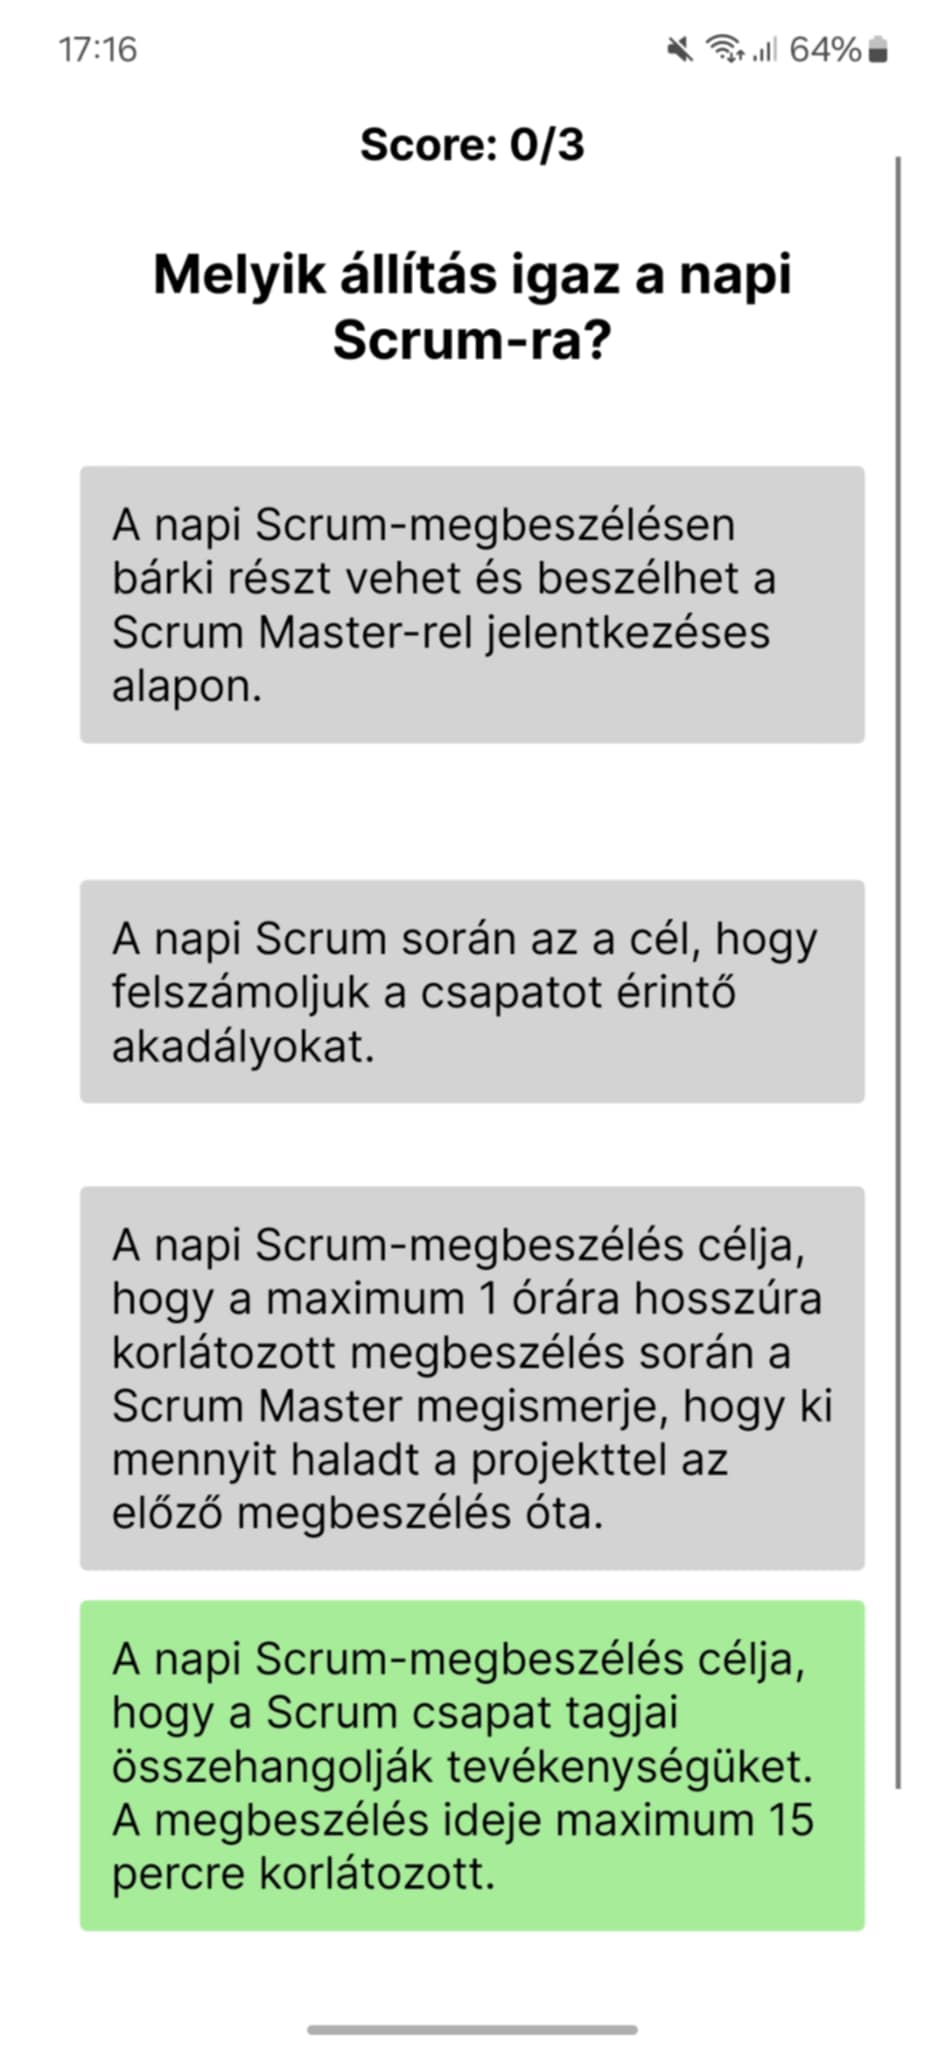 17:16
64%
Score: 0/3
Melyik állítás igaz a napi
Scrum-ra?
A napi Scrum-megbeszélésen
bárki részt vehet és beszélhet a
Scrum Master-rel jelentkezéses
alapon.
A napi Scrum során az a cél, hogy
felszámoljuk a csapatot érintő
akadályokat.
A napi Scrum-megbeszélés célja,
hogy a maximum 1 órára hosszúra
korlátozott megbeszélés során a
Scrum Master megismerje, hogy ki
mennyit haladt a projekttel az
előző megbeszélés óta.
A napi Scrum-megbeszélés célja,
hogy a Scrum csapat tagjai
összehangolják tevékenységüket.
A megbeszélés ideje maximum 15
percre korlátozott.